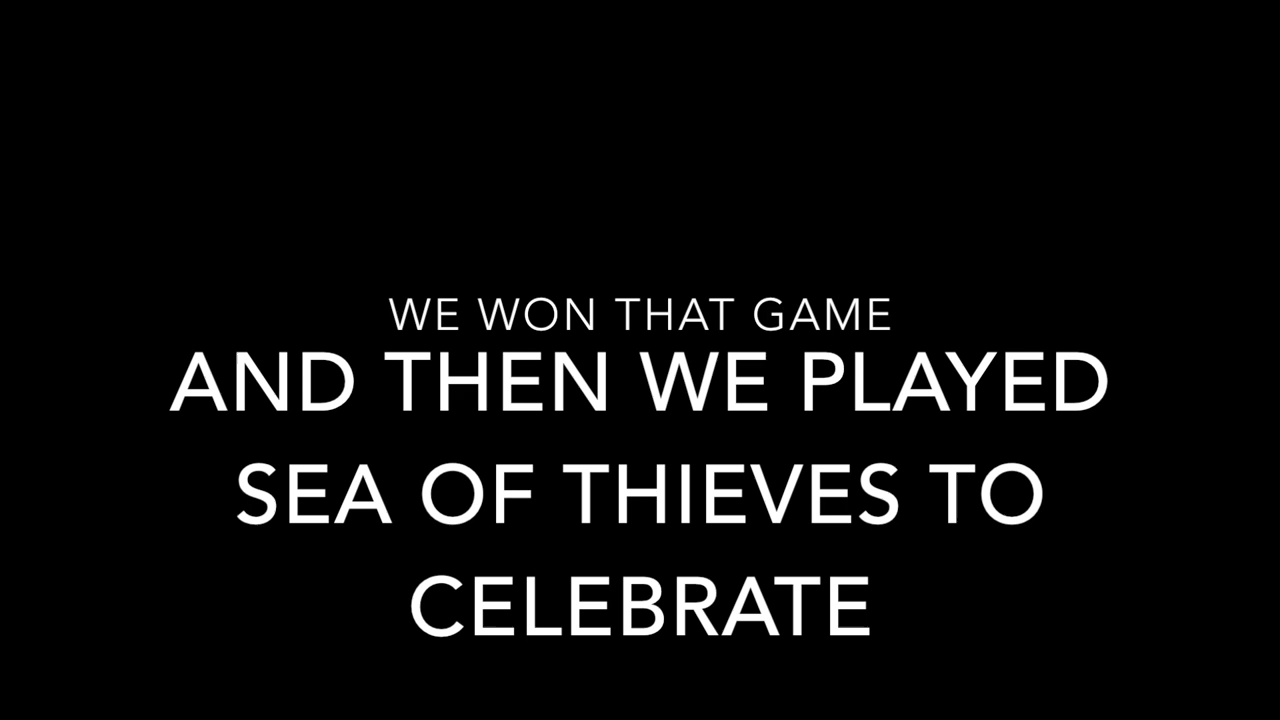 WE WON THAT GAME
AND THEN WE PLAYED
SEA OF THIEVES TO
CELEBRATE